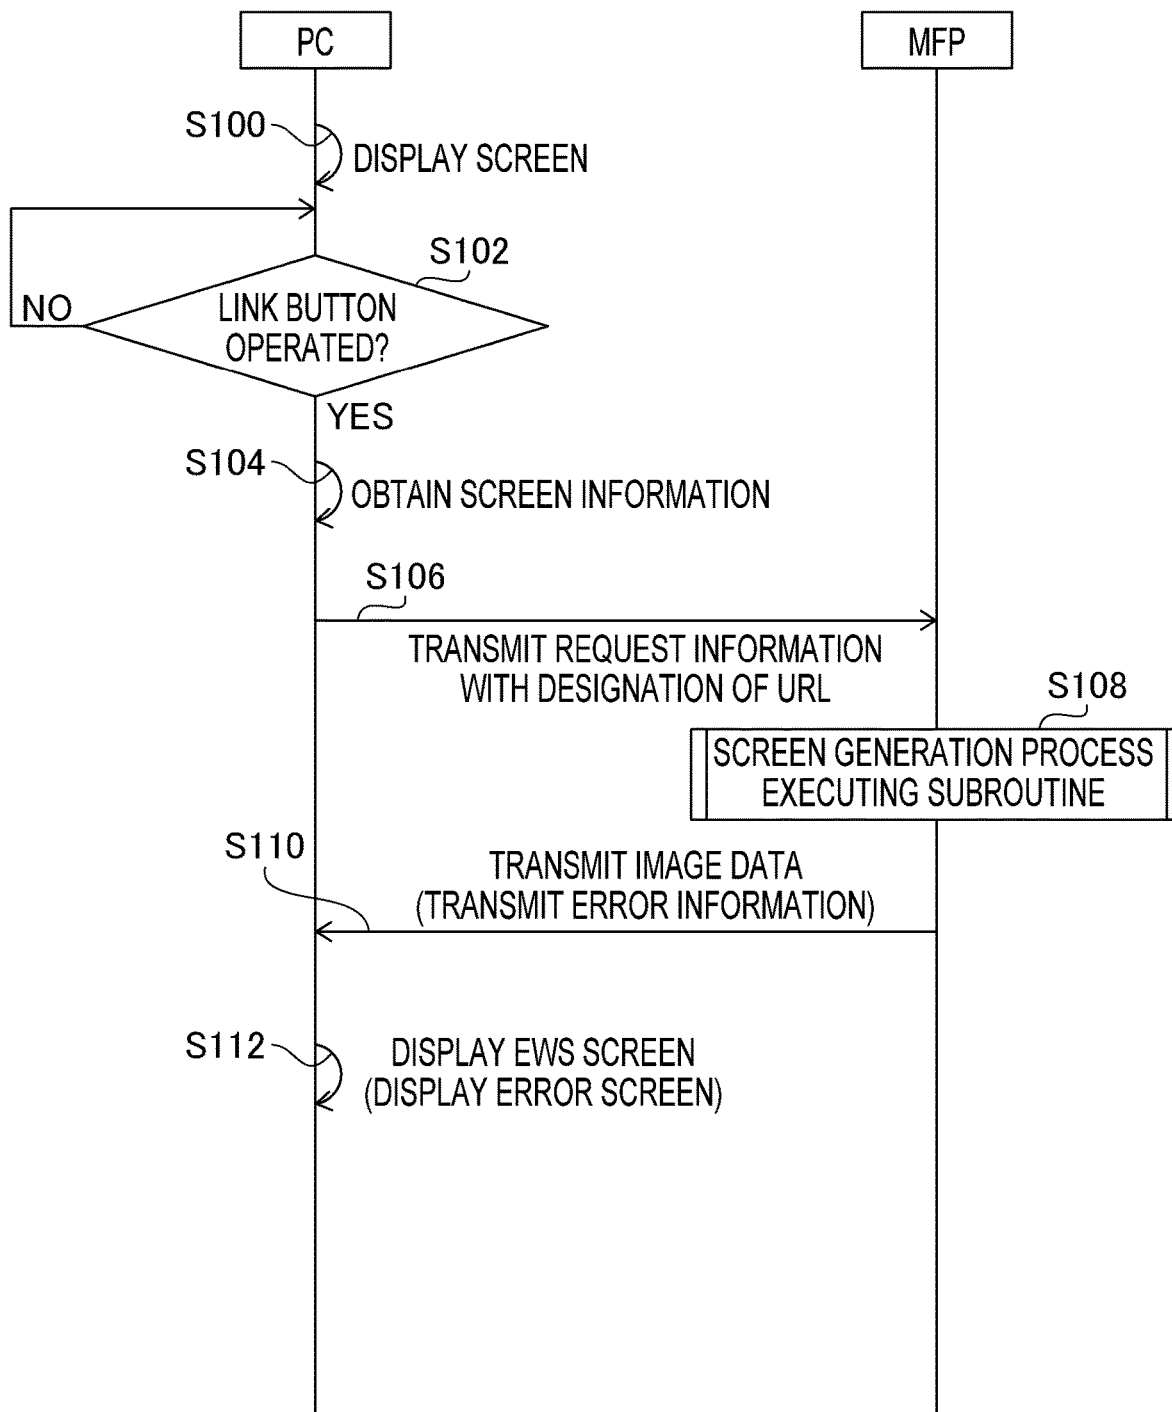 PC
MFP
S100
DISPLAY SCREEN
S102
NO
LINK BUTTON
OPERATED?
YES
S104
OBTAIN SCREEN INFORMATION
S106
TRANSMIT REQUEST INFORMATION
WITH DESIGNATION OF URL
S108
SCREEN GENERATION PROCESS
EXECUTING SUBROUTINE
S110
TRANSMIT IMAGE DATA
(TRANSMIT ERROR INFORMATION)
S112
DISPLAY EWS SCREEN
(DISPLAY ERROR SCREEN)